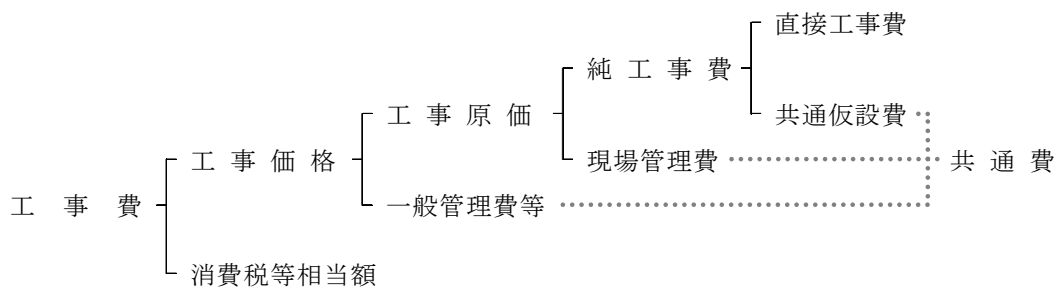 直接工事費
純工事費
工事原価
共通仮設費
工事価格
現場管理費
共通費
工事費
一般管理費等
消費税等相当額